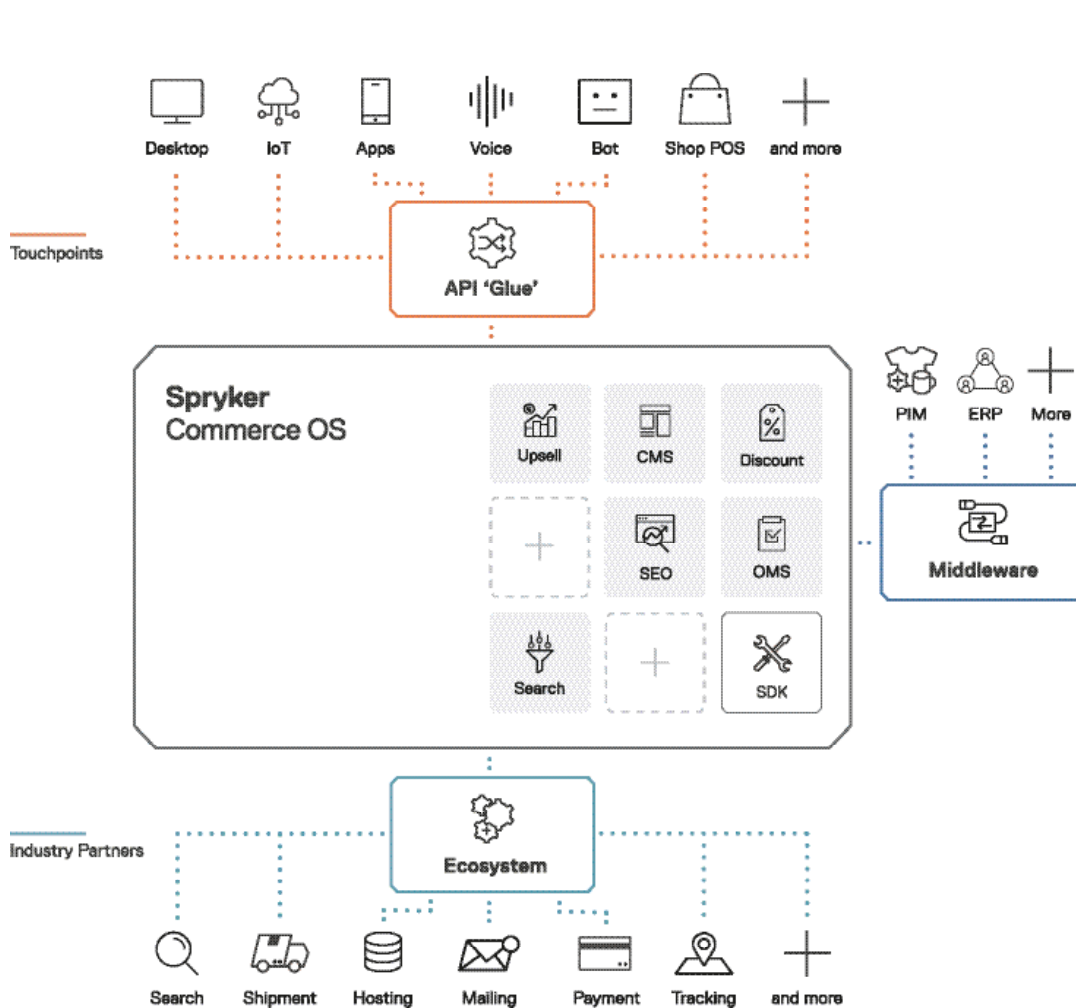 Desktop
IoT
Apps
Voice
Bot
Shop POS
and more
Touchpoints
API ‘Glue’
Spryker
Commerce OS
Upsell
CMS
Discount
SEO
OMS
Search
SDK
PIM
ERP
More
Middleware
Industry Partners
Ecosystem
Search
Shipment
Hosting
Mailing
Payment
Tracking
and more